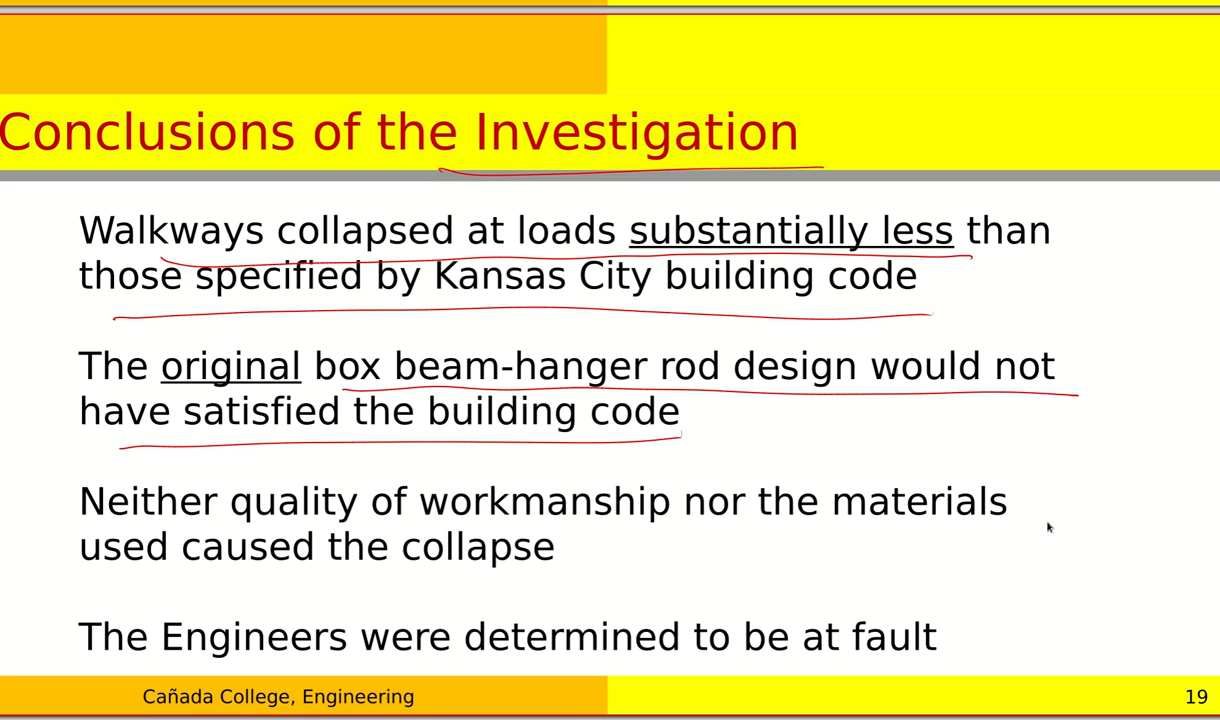 Conclusions of the Investigation
Walkways collapsed at loads substantially less than
those specified by Kansas City building code
The original box beam-hanger rod design would not
have satisfied the building code
Neither quality of workmanship nor the materials
used caused the collapse
The Engineers were determined to be at fault
Cañada College, Engineering
19